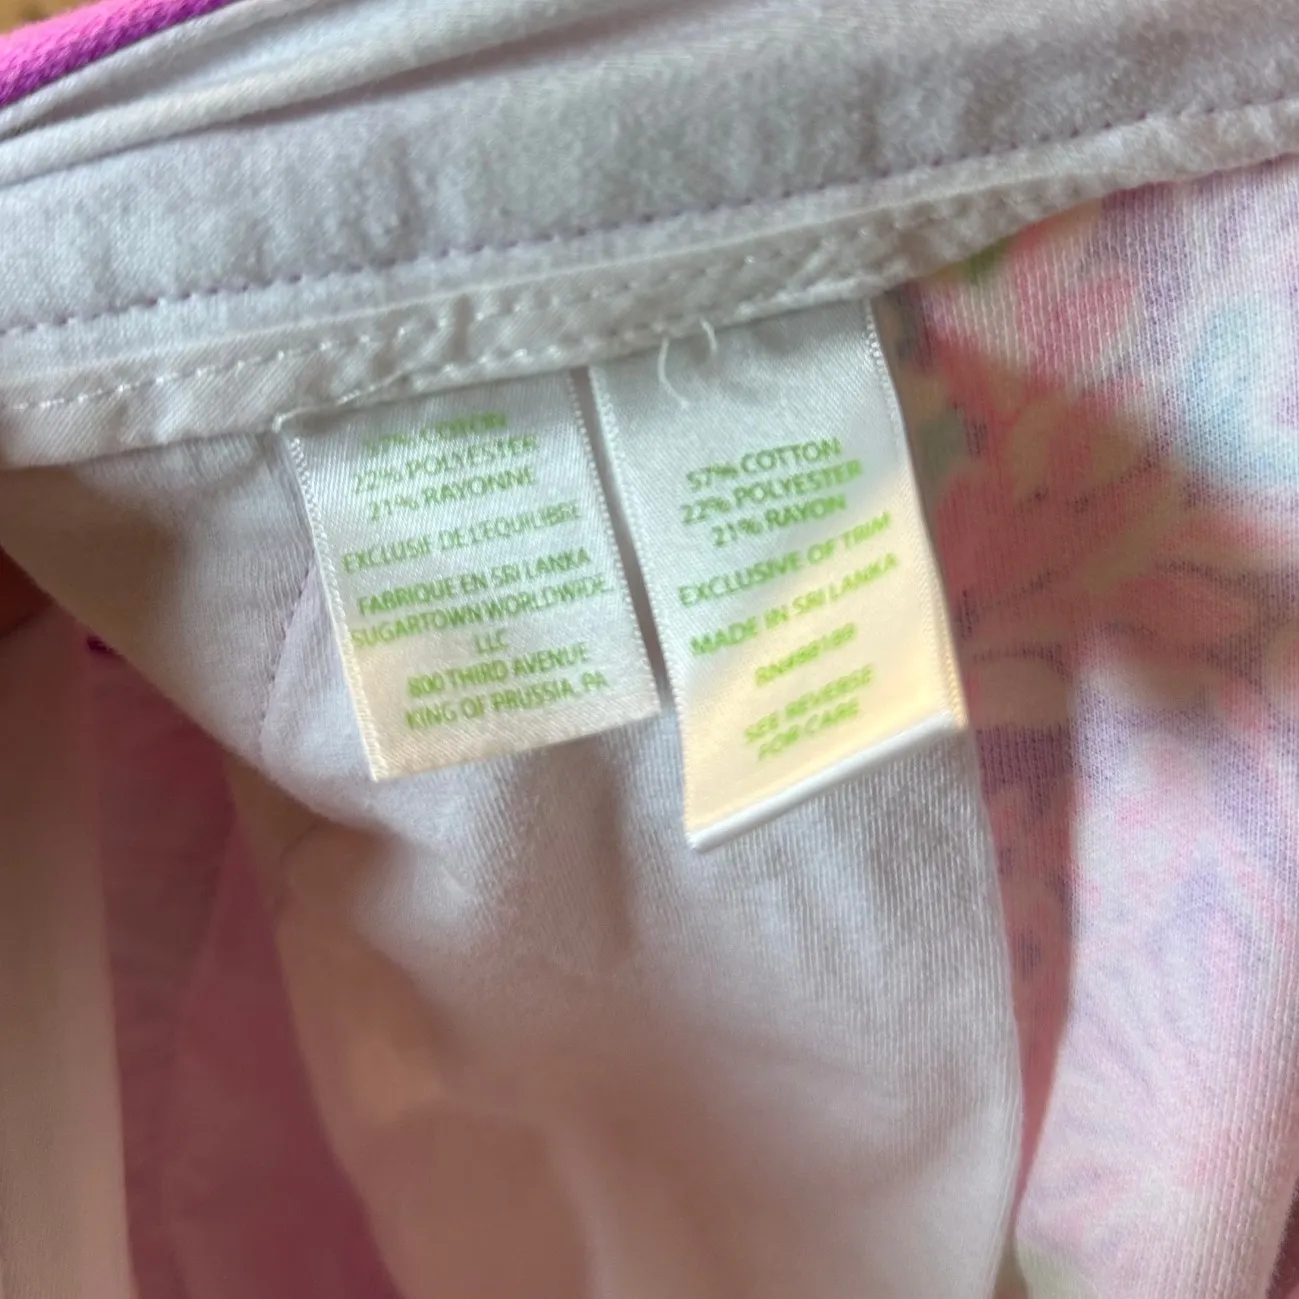 57% COTTON
22% POLYESTER
21% RAYONNE
EXCLUSIF DE L'EQUILIBRE
FABRIQUE EN SRI LANKA
SUGARTOWN WORLDWIDE
LLC
800 THIRD AVENUE
KING OF PRUSSIA, PA
57% COTTON
22% POLYESTER
21% RAYON
EXCLUSIVE OF TRIM
MADE IN SRI LANKA
SEE REVERSE
FOR CARE